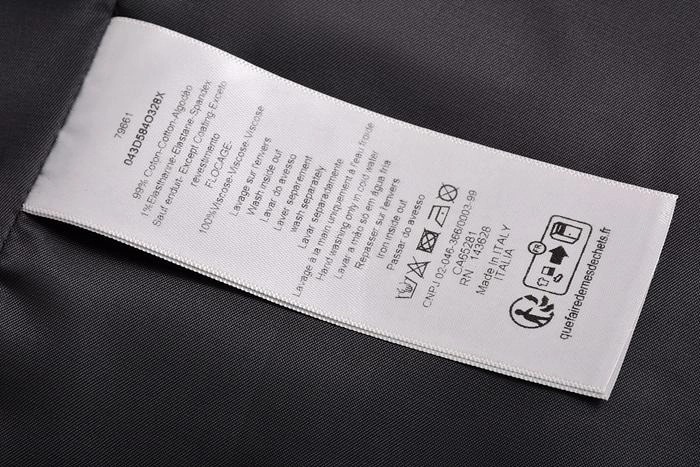 79661
043D584O328X
99% Coton-Cotton-Algodão
1%Elasthanne-Elastane-Spandex
Sauf enduit- Except Coating-Exceto
revestimento
FLOCAGE-
100%Viscose-Viscose-Viscose
Lavage sur l'envers
Wash inside out
Lavar do avesso
Laver separement
wash separately
Lavar separadamente
Lavage à la main uniquement à l'eau froide
Hand washing only in cool water
Lavar a mão só em água fria
Repasser sur l'envers
iron inside out
Passar do avesso
CNPJ 02-046-366/0003-99
CA65281
RN 143628
Made In ITALY
ITALIA
FR
quefairedemesdechets.fr